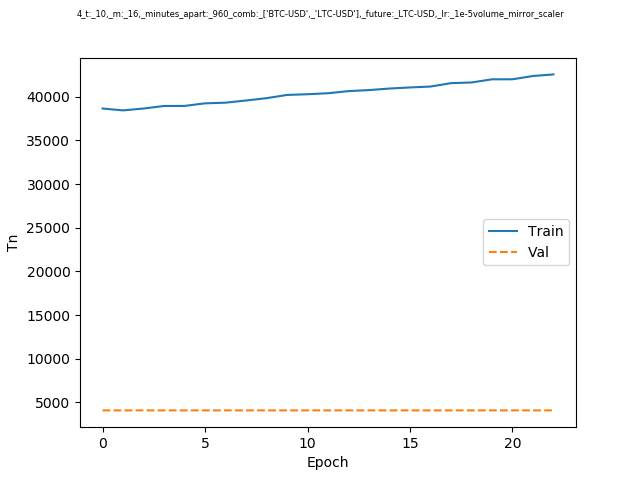 4_t:_10,_m:_16,_minutes_apart:_960_comb:_['BTC-USD',_'LTC-USD'],_future:_LTC-USD,_lr:_1e-5volume_mirror_scaler
40000
35000
30000
25000
20000
15000
10000
5000
Tn
Train
Val
0 5 10 15 20
Epoch